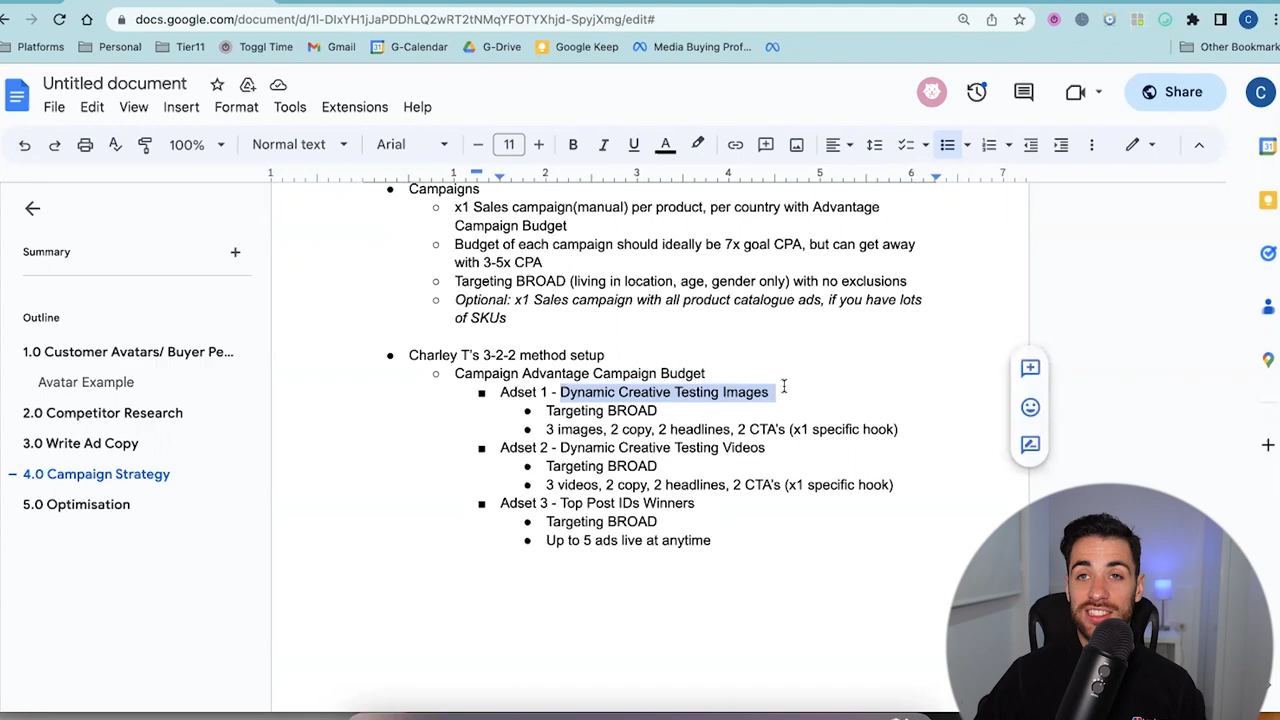 docs.google.com/document/d/1l-DIxYH1jJaPDDhLQ2wRT2tNMqYFOTYXhjd-SpyjXmg/edit#
Platforms Personal Tier11 Toggl Time Gmail G-Calendar G-Drive Google Keep Media Buying Prof... Other Bookmark
Untitled document
File Edit View Insert Format Tools Extensions Help
Share
C
100% Normal text Arial 11
1 1 2 3 4 5 6 7
Summary
Outline
1.0 Customer Avatars/ Buyer Pe...
Avatar Example
2.0 Competitor Research
3.0 Write Ad Copy
4.0 Campaign Strategy
5.0 Optimisation
Campaigns
x1 Sales campaign(manual) per product, per country with Advantage
Campaign Budget
Budget of each campaign should ideally be 7x goal CPA, but can get away
with 3-5x CPA
Targeting BROAD (living in location, age, gender only) with no exclusions
Optional: x1 Sales campaign with all product catalogue ads, if you have lots
of SKUs
Charley T's 3-2-2 method setup
Campaign Advantage Campaign Budget
Adset 1 - Dynamic Creative Testing Images
Targeting BROAD
3 images, 2 copy, 2 headlines, 2 CTA's (x1 specific hook)
Adset 2 - Dynamic Creative Testing Videos
Targeting BROAD
3 videos, 2 copy, 2 headlines, 2 CTA's (x1 specific hook)
Adset 3 - Top Post IDs Winners
Targeting BROAD
Up to 5 ads live at anytime